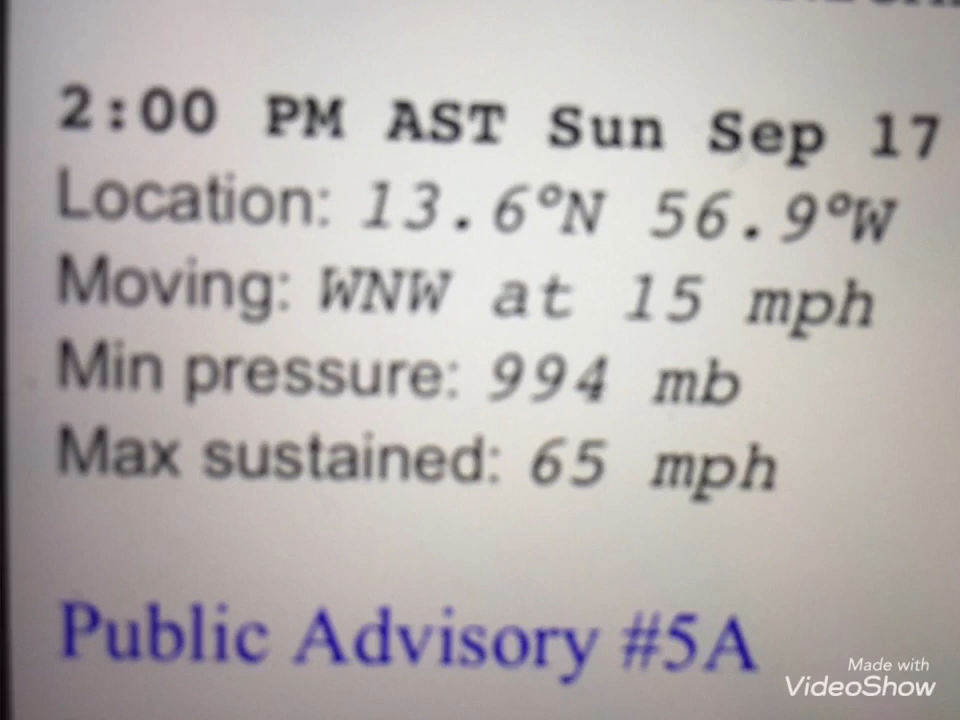 2:00 PM AST Sun Sep 17
Location: 13.6°N 56.9°W
Moving: WNW at 15 mph
Min pressure: 994 mb
Max sustained: 65 mph
Public Advisory #5A
Made with
VideoShow